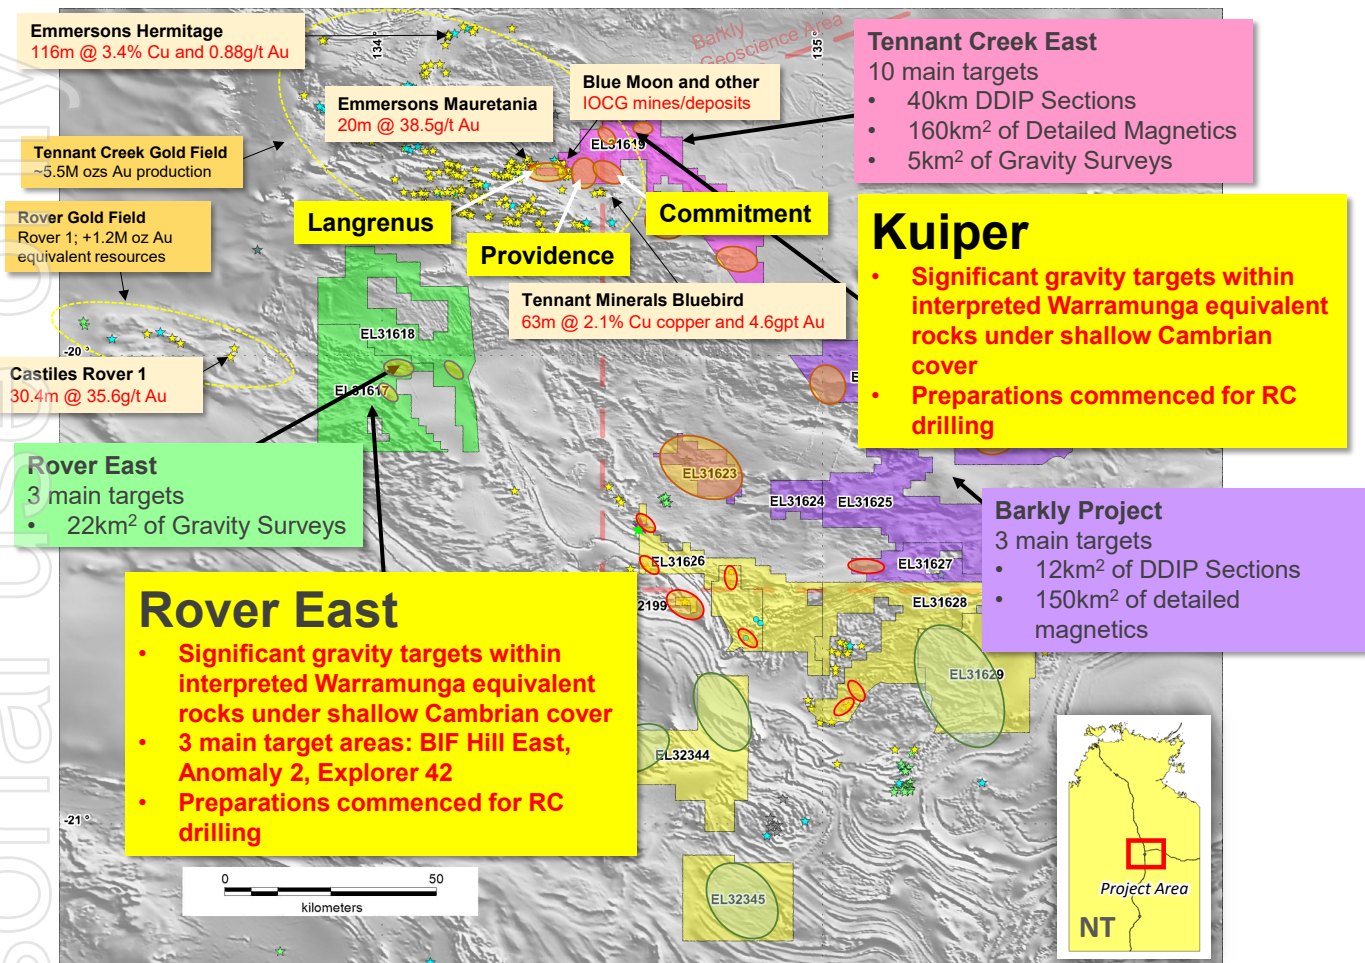 Emmersons Hermitage
116m @ 3.4% Cu and 0.88g/t Au
134°
Barkly
Geoscience Area
135°
Tennant Creek East
10 main targets
• 40km DDIP Sections
• 160km² of Detailed Magnetics
• 5km² of Gravity Surveys
Blue Moon and other
IOCG mines/deposits
Emmersons Mauretania
20m @ 38.5g/t Au
EL31619
Tennant Creek Gold Field
~5.5M ozs Au production
Rover Gold Field
Rover 1; +1.2M oz Au
equivalent resources
Langrenus
Providence
Commitment
Kuiper
• Significant gravity targets within
interpreted Warramunga equivalent
rocks under shallow Cambrian
cover
• Preparations commenced for RC
drilling
Tennant Minerals Bluebird
63m @ 2.1% Cu copper and 4.6gpt Au
EL31618
-20 °
Castiles Rover 1
30.4m @ 35.6g/t Au
EL31617
E
Rover East
3 main targets
• 22km² of Gravity Surveys
EL31623
EL31624
EL31625
Barkly Project
3 main targets
• 12km² of DDIP Sections
• 150km² of detailed
magnetics
EL31626
EL31627
2199
EL31628
EL31629
Rover East
• Significant gravity targets within
interpreted Warramunga equivalent
rocks under shallow Cambrian cover
• 3 main target areas: BIF Hill East,
Anomaly 2, Explorer 42
• Preparations commenced for RC
drilling
EL32344
-21 °
0 50
kilometers
EL32345
Project Area
NT
sonal use only